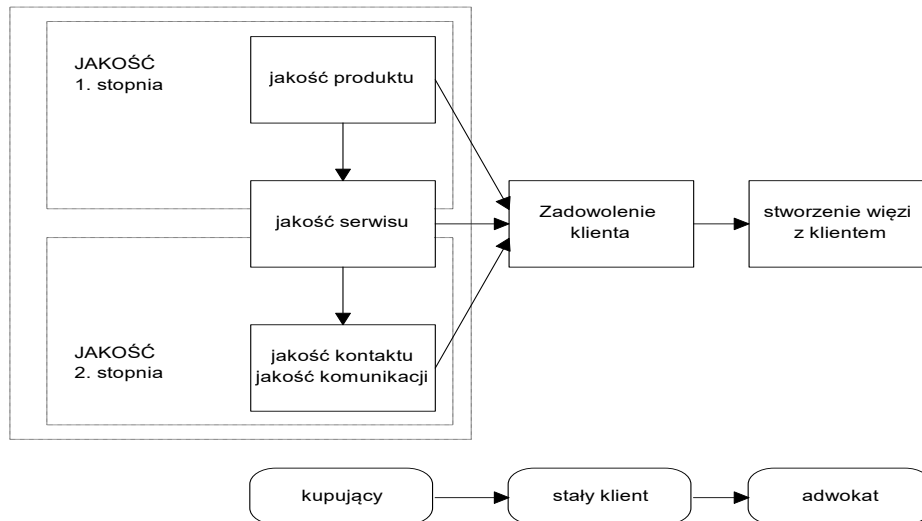 JAKOŚĆ
1. stopnia
jakość produktu
jakość serwisu
Zadowolenie
klienta
stworzenie więzi
z klientem
JAKOŚĆ
2. stopnia
jakość kontaktu
jakość komunikacji
kupujący
stały klient
adwokat